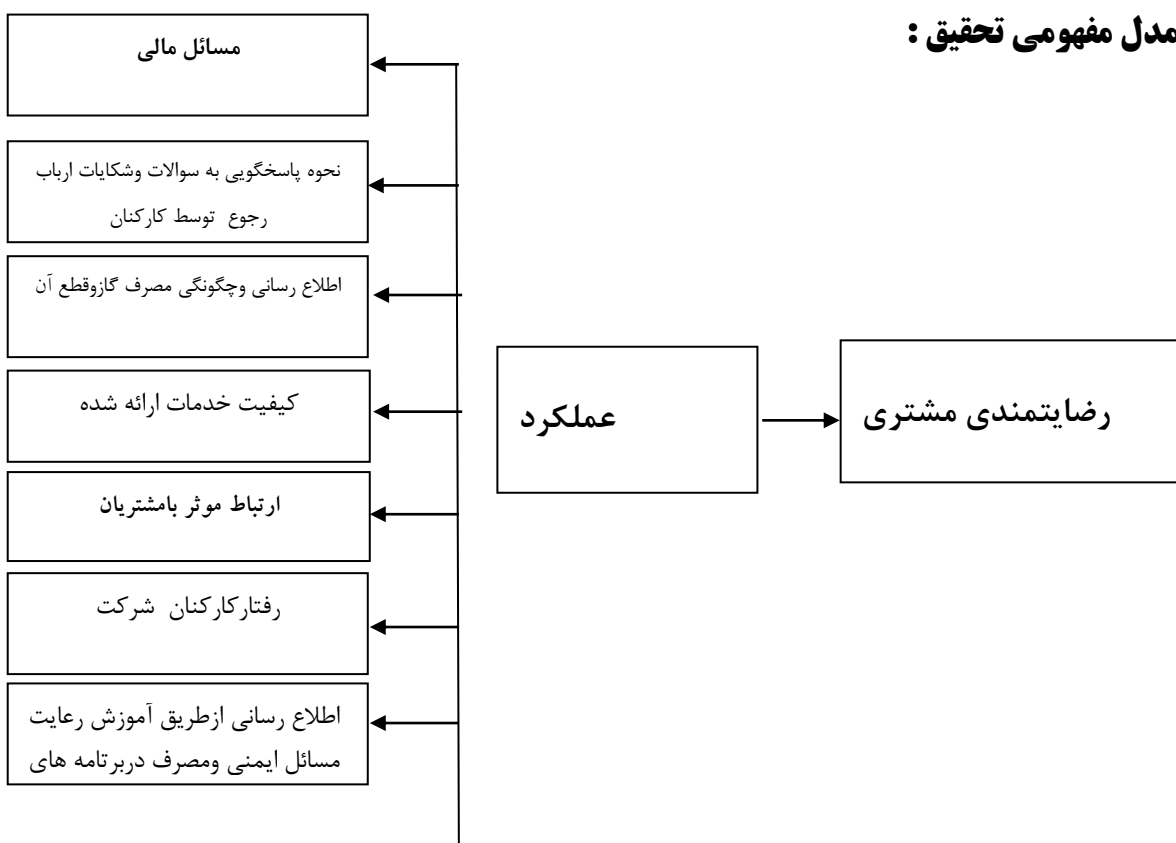 مدل مفهومی تحقیق :
مسائل مالی
نحوه پاسخگویی به سوالات وشکایات ارباب
رجوع توسط کارکنان
اطلاع رسانی وچگونگی مصرف گازوقطع آن
کیفیت خدمات ارائه شده
ارتباط موثر بامشتریان
رفتارکارکنان شرکت
اطلاع رسانی ازطریق آموزش رعایت
مسائل ایمنی ومصرف دربرتامه های
عملکرد
رضایتمندی مشتری